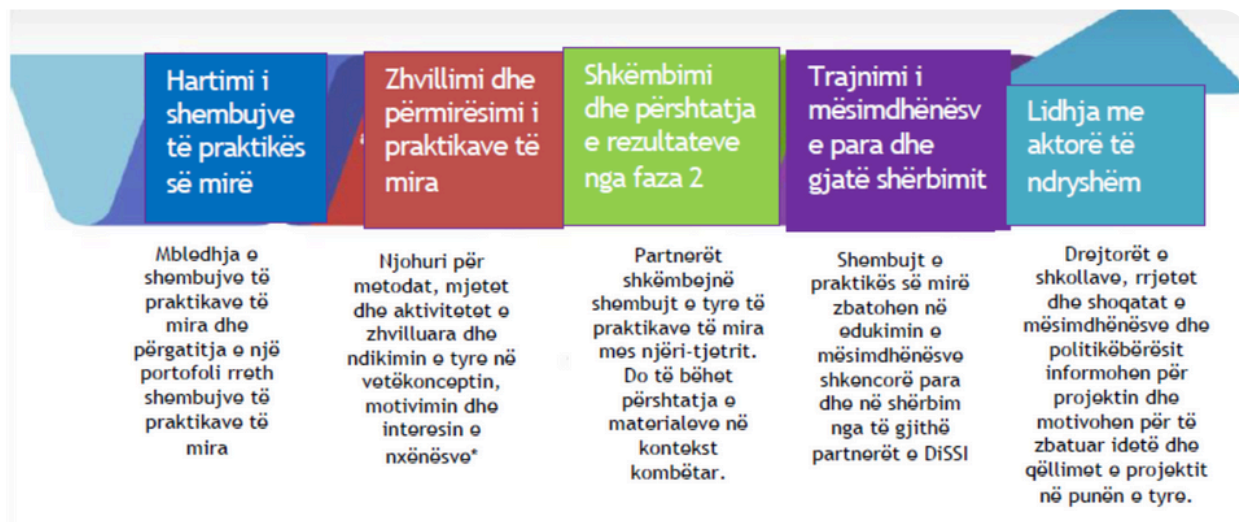 Hartimi i
shembujve
të praktikës
së mirë
Zhvillimi dhe
përmirësimi i
praktikave të
mira
Shkëmbimi
dhe përshtatja
e rezultateve
nga faza 2
Trajnimi i
mësimdhënësv
e para dhe
gjatë shërbimit
Lidhja me
aktorë të
ndryshëm
Mbledhja e
shembujve të
praktikave të
mira dhe
përgatitja e një
portofoli rreth
shembujve të
praktikave të
mira
Njohuri për
metodat, mjetet
dhe aktivitetet e
zhvilluara dhe
ndikimin e tyre në
vetëkonceptin,
motivimin dhe
interesin e
nxënësve*
Partnerët
shkëmbejnë
shembujt e tyre të
praktikave të mira
mes njëri-tjetrit.
Do të bëhet
përshtatja e
materialeve në
kontekst
kombëtar.
Shembujt e
praktikës së mirë
zbatohen në
edukimin e
mësimdhënësve
shkencorë para
dhe në shërbim
nga të gjithë
partnerët e DiSSI
Drejtorët e
shkollave, rrjetet
dhe shoqatat e
mësimdhënësve dhe
politikëbërësit
informohen për
projektin dhe
motivohen për të
zbatuar idetë dhe
qëllimet e projektit
në punën e tyre.